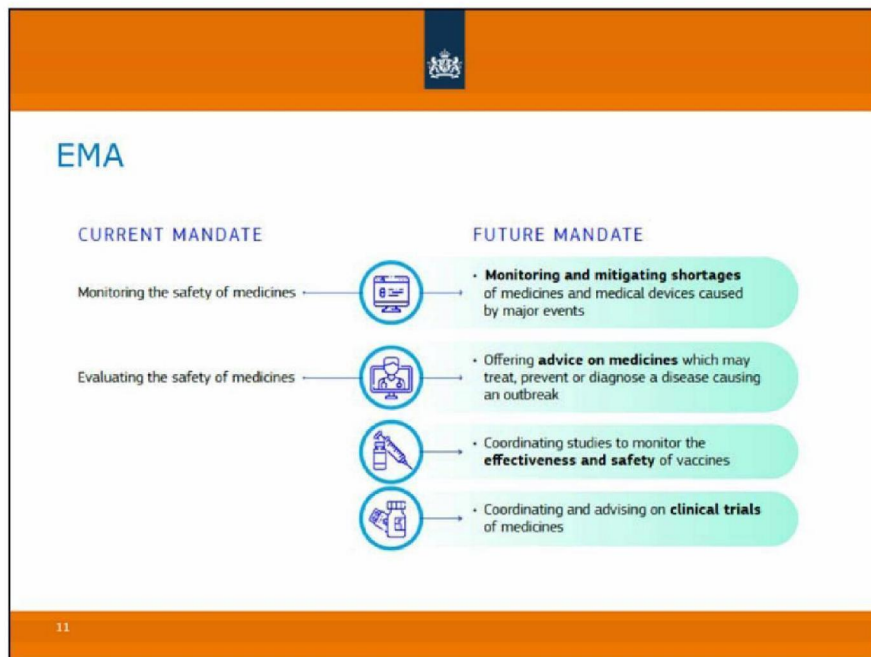 EMA
CURRENT MANDATE
FUTURE MANDATE
Monitoring the safety of medicines
• Monitoring and mitigating shortages
of medicines and medical devices caused
by major events
Evaluating the safety of medicines
• Offering advice on medicines which may
treat, prevent or diagnose a disease causing
an outbreak
• Coordinating studies to monitor the
effectiveness and safety of vaccines
• Coordinating and advising on clinical trials
of medicines
11